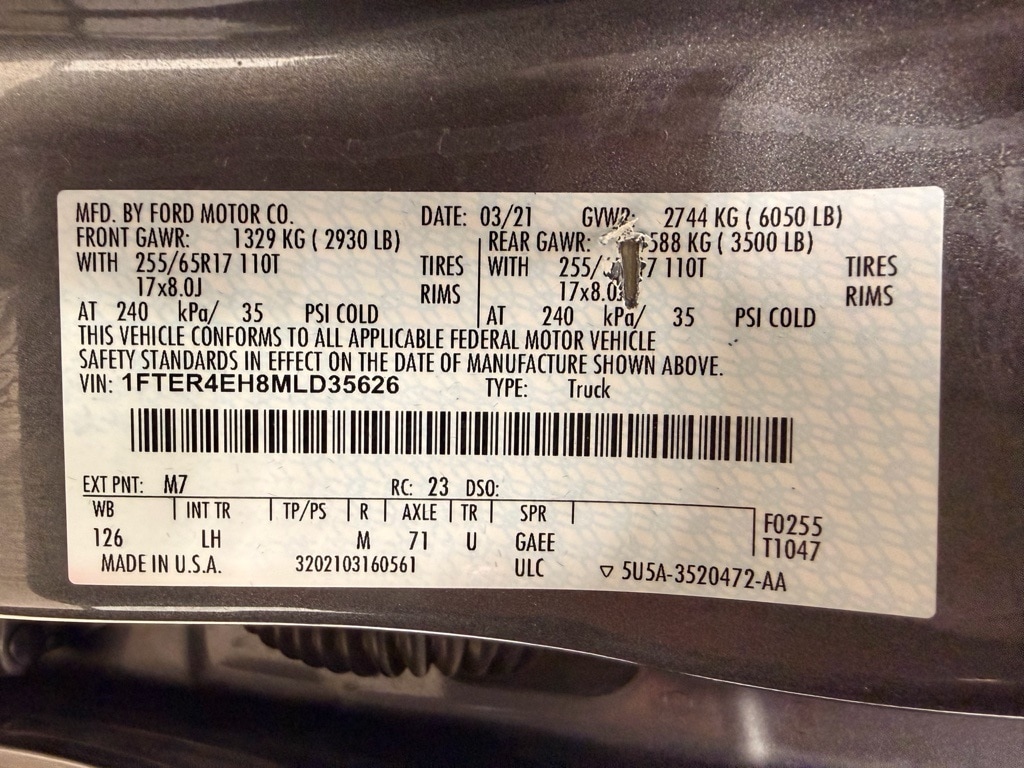 MFD. BY FORD MOTOR CO. DATE: 03/21 GVWR: 2744 KG ( 6050 LB)
FRONT GAWR: 1329 KG ( 2930 LB) REAR GAWR: 588 KG ( 3500 LB)
WITH 255/65R17 110T TIRES WITH 255/ 7 110T TIRES
17x8.0J RIMS 17x8.0J RIMS
AT 240 kPa/ 35 PSI COLD AT 240 kPa/ 35 PSI COLD
THIS VEHICLE CONFORMS TO ALL APPLICABLE FEDERAL MOTOR VEHICLE
SAFETY STANDARDS IN EFFECT ON THE DATE OF MANUFACTURE SHOWN ABOVE.
VIN: 1FTER4EH8MLD35626 TYPE: Truck
EXT PNT: M7 RC: 23 DSO:
WB INT TR TP/PS R AXLE TR SPR
126 LH M 71 U GAEE
F0255
T1047
MADE IN U.S.A. 3202103160561 ULC ▽ 5U5A-3520472-AA